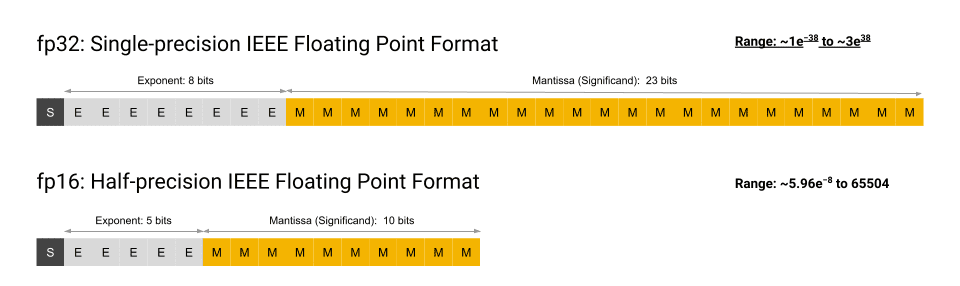 fp32: Single-precision IEEE Floating Point Format
Range: ~1e⁻³⁸ to ~3e³⁸
Exponent: 8 bits
Mantissa (Significand): 23 bits
S E E E E E E E E M M M M M M M M M M M M M M M M M M M M M M M
fp16: Half-precision IEEE Floating Point Format
Range: ~5.96e⁻⁸ to 65504
Exponent: 5 bits
Mantissa (Significand): 10 bits
S E E E E E M M M M M M M M M M